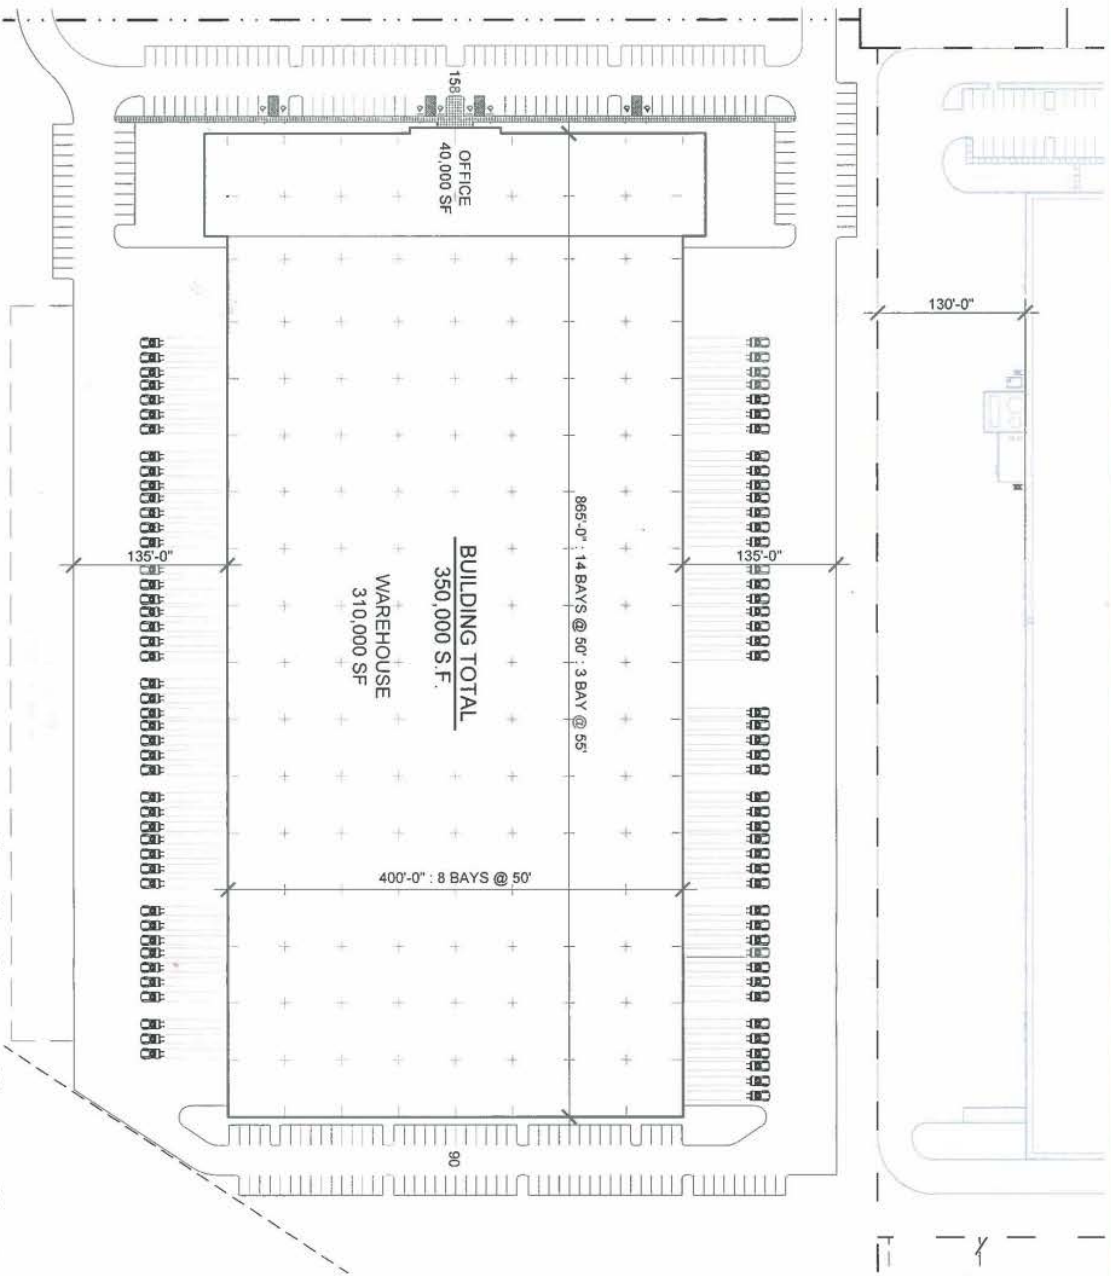 158
OFFICE
40,000 SF
130'-0"
135'-0"
135'-0"
865'-0" : 14 BAYS @ 50' : 3 BAY @ 55'
BUILDING TOTAL
350,000 S.F.
WAREHOUSE
310,000 SF
400'-0" : 8 BAYS @ 50'
90